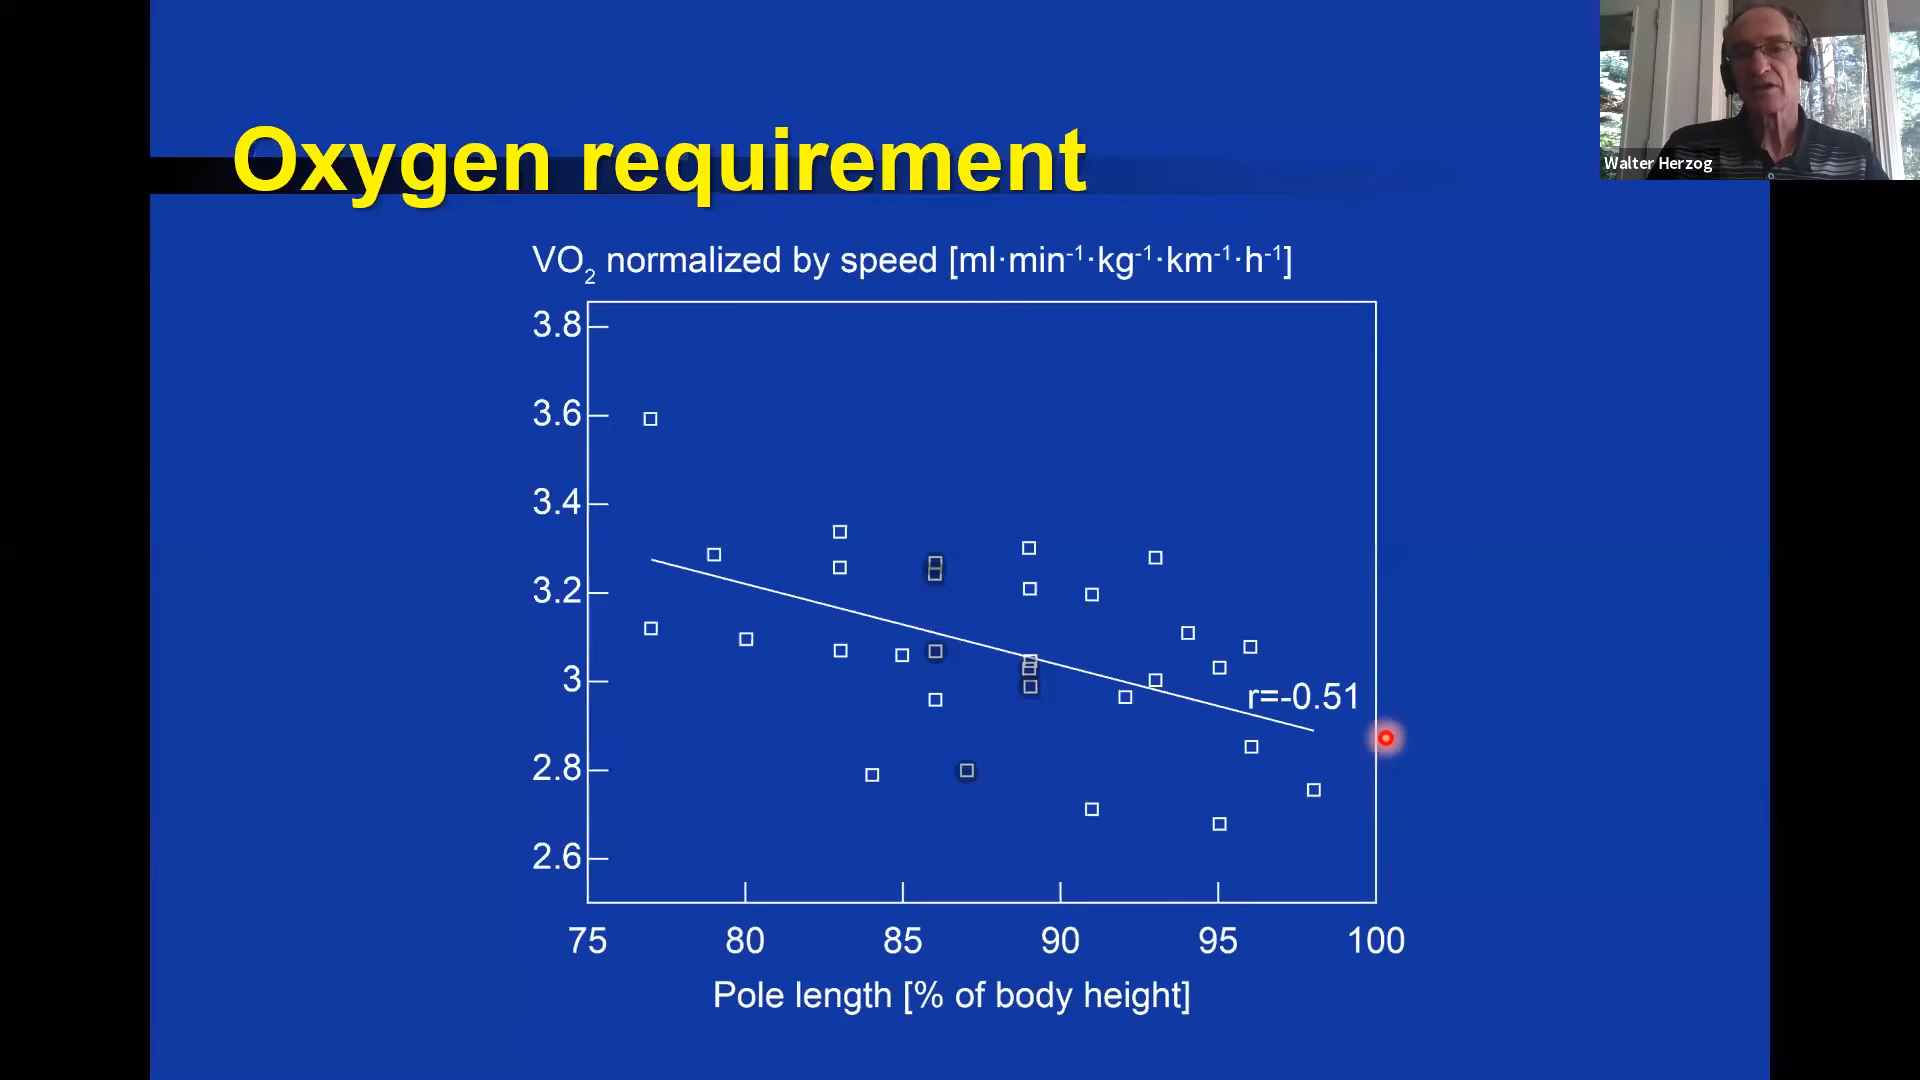 Oxygen requirement
Walter Herzog
VO₂ normalized by speed [ml·min⁻¹·kg⁻¹·km⁻¹·h⁻¹]
3.8
3.6
3.4
3.2
3
2.8
2.6
r=-0.51
75 80 85 90 95 100
Pole length [% of body height]